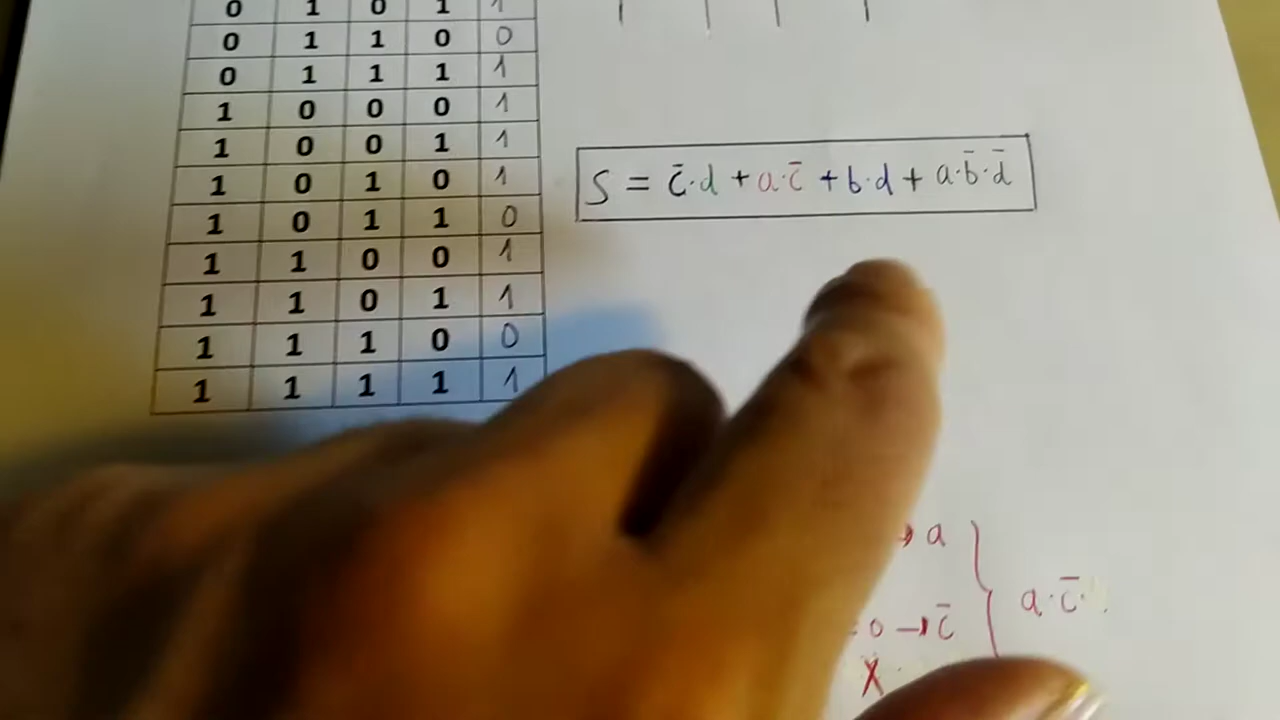 0 1 0 1 1
0 1 1 0 0
0 1 1 1 1
1 0 0 0 1
1 0 0 1 1
1 0 1 0 1
1 0 1 1 0
1 1 0 0 1
1 1 0 1 1
1 1 1 0 0
1 1 1 1 1
S = c̄·d + a·c̄ + b·d + a·b̄·d̄
→ a
a·c̄·
0 → c̄
X